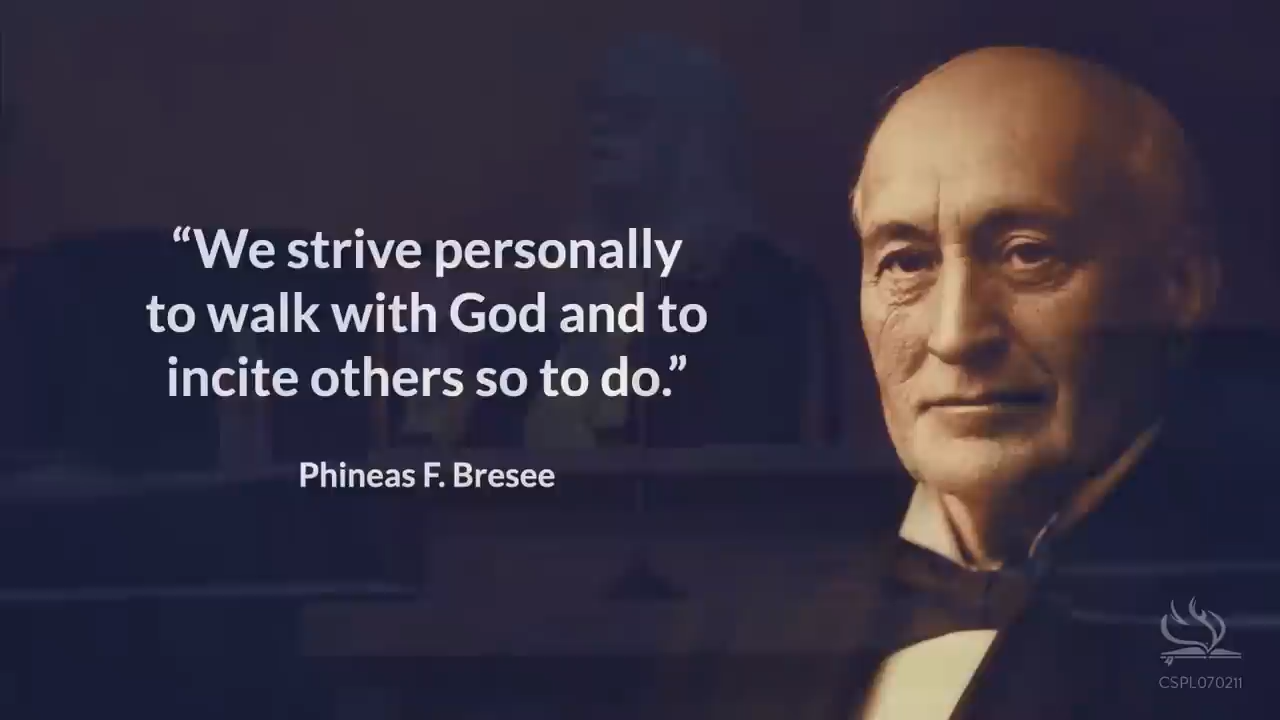 “We strive personally
to walk with God and to
incite others so to do.”
Phineas F. Bresee
CSPL070211